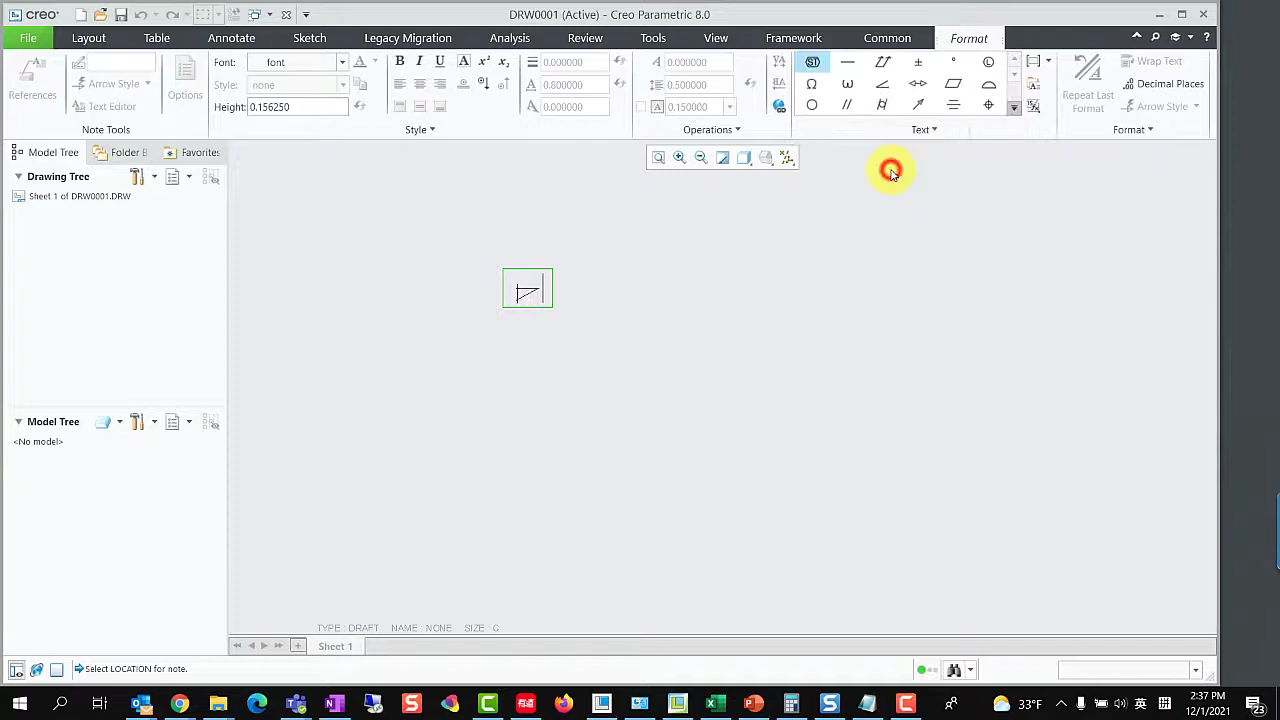 creo
DRW0001 (Active) - Creo Parametric 8.0
File Layout Table Annotate Sketch Legacy Migration Analysis Review View Tools Framework Common Format
References
Arrow Style
Text Editor
Options
Note Tools
Font: font
Style: none
Height: 0.156250
B I U A
0.000000
0.800000
0.000000
Style
0.000000
0.500000
0.150000
Operations
Text
Repeat Last Format
Wrap Text
Decimal Places
Arrow Style
Format
Model Tree Folder B Favorites
Drawing Tree
Sheet 1 of DRW0001.DRW
Model Tree
<No model>
TYPE : DRAFT NAME : NONE SIZE : C
Sheet 1
Select LOCATION for note.
33°F
英
2:37 PM
12/1/2021
23